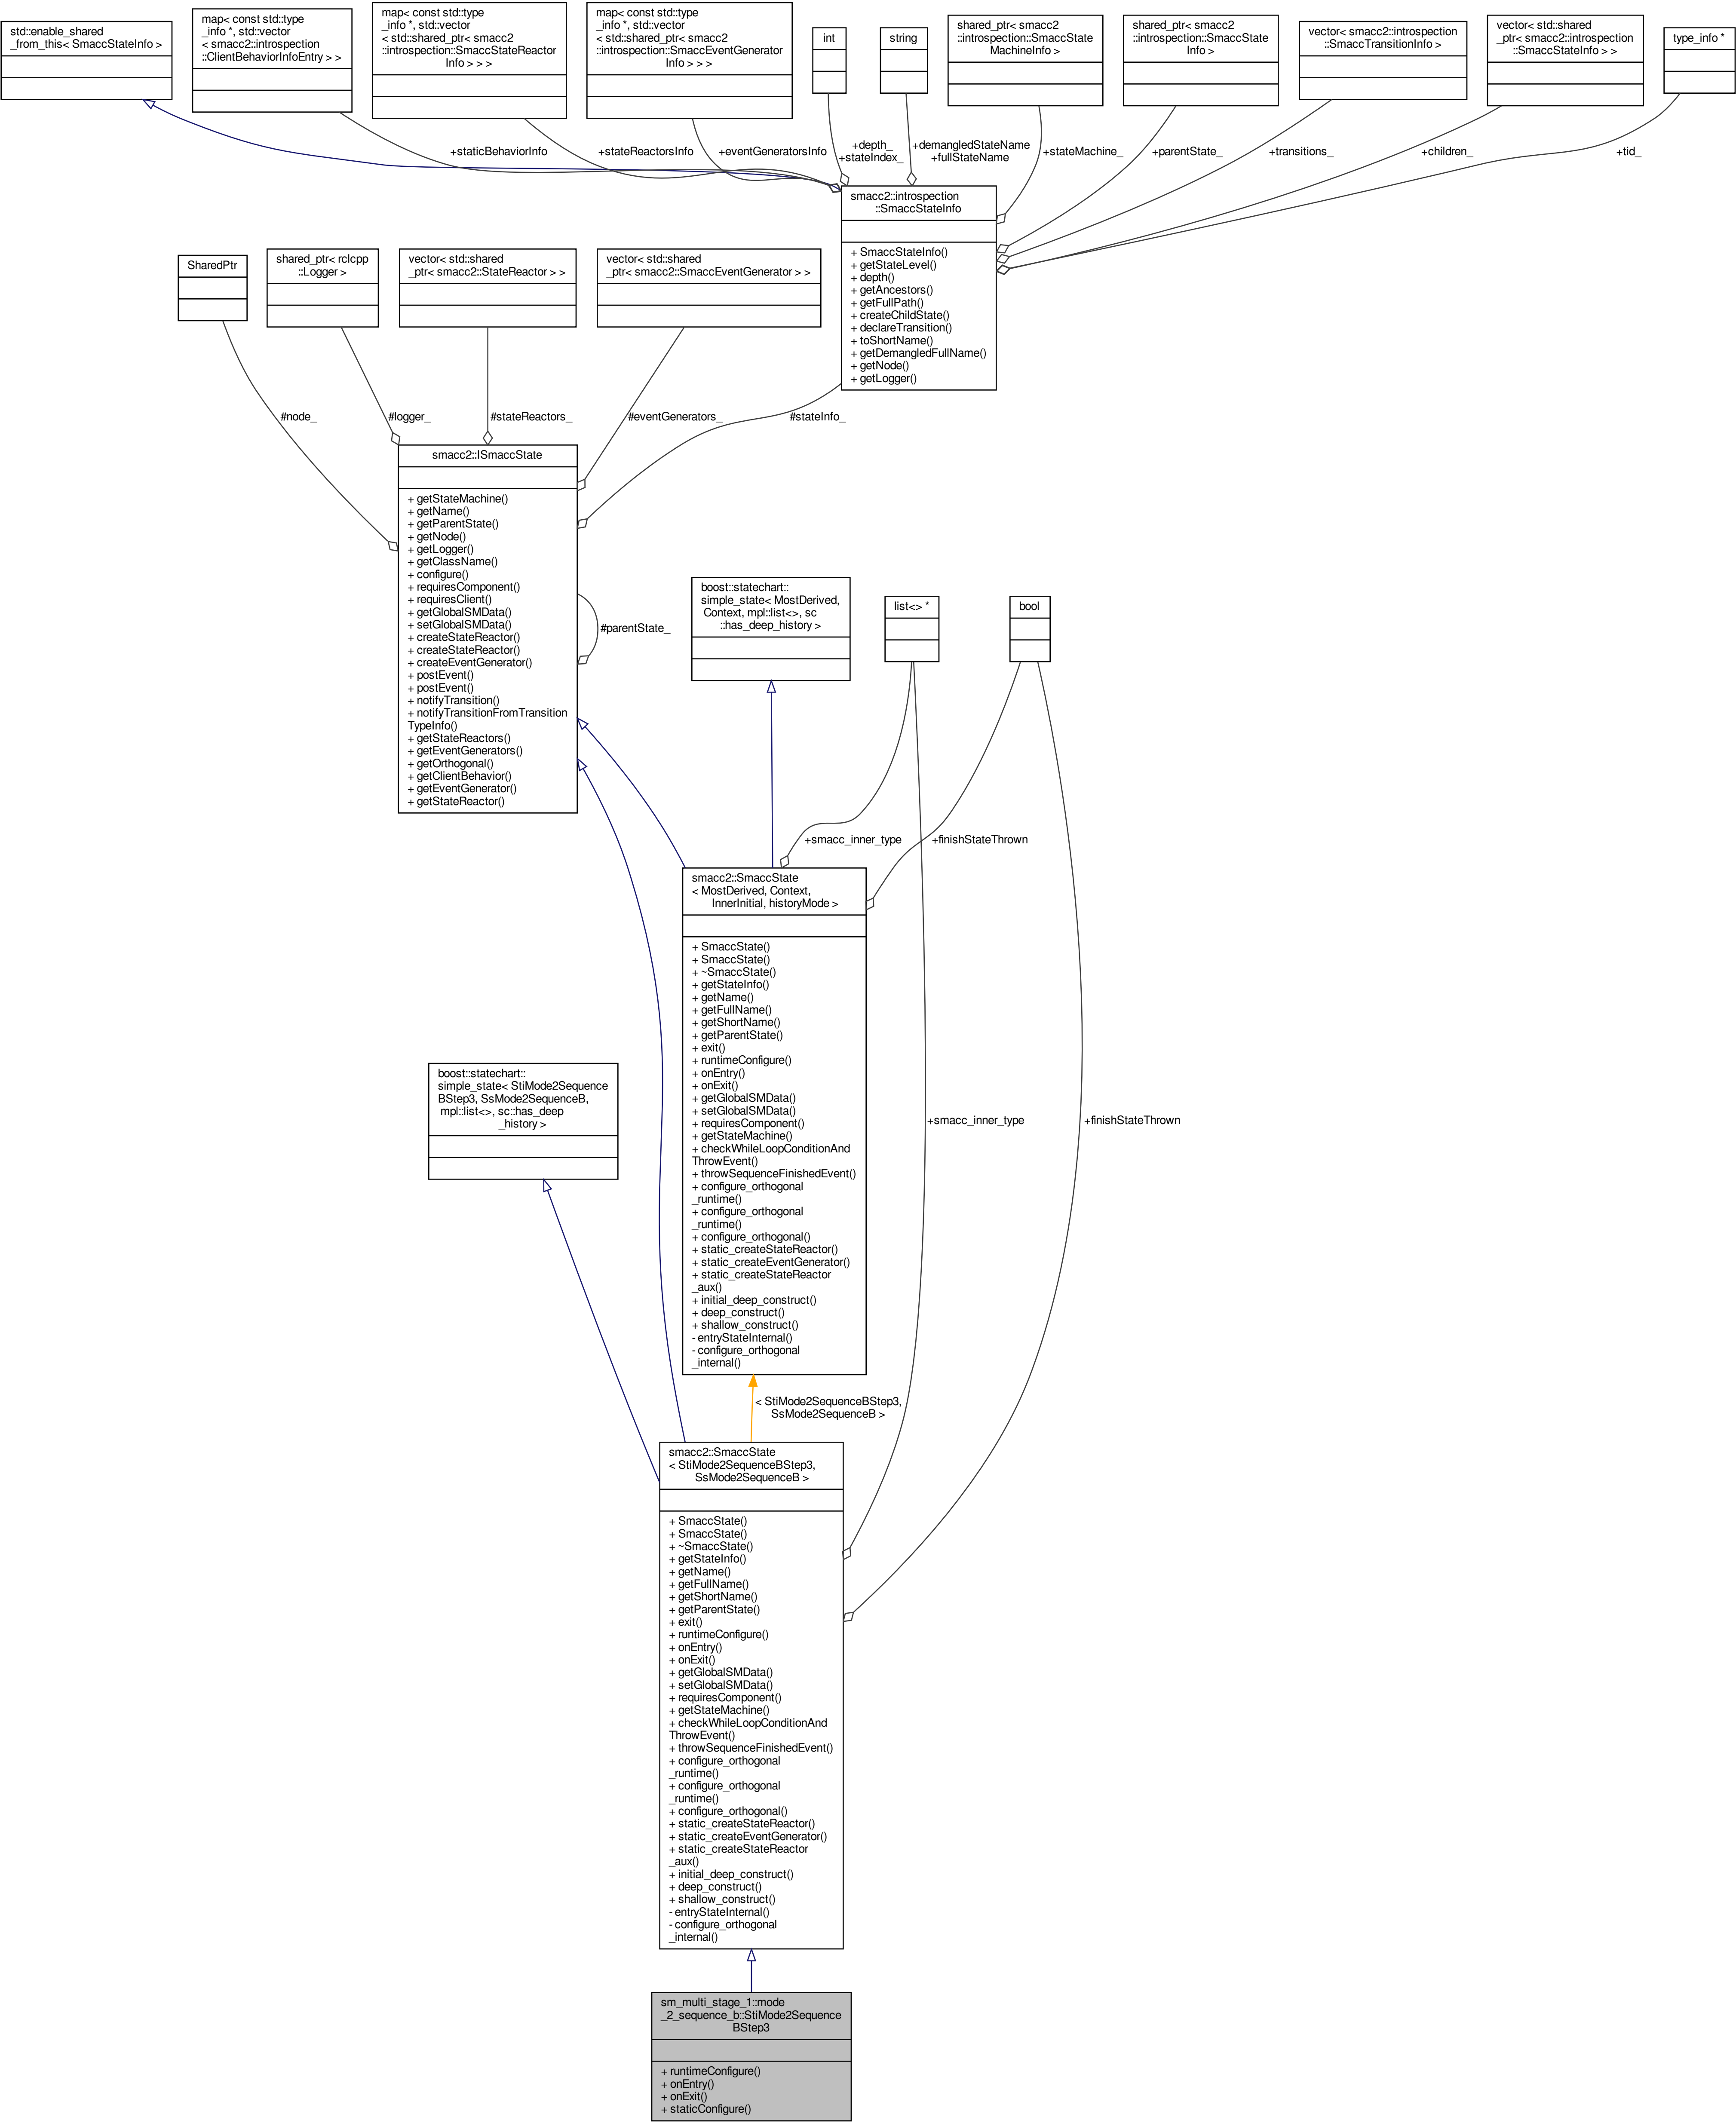 std::enable_shared
_from_this< SmaccStateInfo >
map< const std::type
_info *, std::vector
< smacc2::introspection
::ClientBehaviorInfoEntry > >
map< const std::type
_info *, std::vector
< std::shared_ptr< smacc2
::introspection::SmaccStateReactor
Info > > >
map< const std::type
_info *, std::vector
< std::shared_ptr< smacc2
::introspection::SmaccEventGenerator
Info > > >
int
string
shared_ptr< smacc2
::introspection::SmaccState
MachineInfo >
shared_ptr< smacc2
::introspection::SmaccState
Info >
vector< smacc2::introspection
::SmaccTransitionInfo >
vector< std::shared
_ptr< smacc2::introspection
::SmaccStateInfo > >
type_info *
+staticBehaviorInfo
+stateReactorsInfo
+eventGeneratorsInfo
+depth_
+stateIndex_
+demangledStateName
+fullStateName
+stateMachine_
+parentState_
+transitions_
+children_
+tid_
smacc2::introspection
::SmaccStateInfo
+ SmaccStateInfo()
+ getStateLevel()
+ depth()
+ getAncestors()
+ getFullPath()
+ createChildState()
+ declareTransition()
+ toShortName()
+ getDemangledFullName()
+ getNode()
+ getLogger()
SharedPtr
shared_ptr< rclcpp
::Logger >
vector< std::shared
_ptr< smacc2::StateReactor > >
vector< std::shared
_ptr< smacc2::SmaccEventGenerator > >
#node_
#logger_
#stateReactors_
#eventGenerators_
#stateInfo_
smacc2::ISmaccState
+ getStateMachine()
+ getName()
+ getParentState()
+ getNode()
+ getLogger()
+ getClassName()
+ configure()
+ requiresComponent()
+ requiresClient()
+ getGlobalSMData()
+ setGlobalSMData()
+ createStateReactor()
+ createStateReactor()
+ createEventGenerator()
+ postEvent()
+ postEvent()
+ notifyTransition()
+ notifyTransitionFromTransition
TypeInfo()
+ getStateReactors()
+ getEventGenerators()
+ getOrthogonal()
+ getClientBehavior()
+ getEventGenerator()
+ getStateReactor()
#parentState_
boost::statechart::
simple_state< MostDerived,
Context, mpl::list<>, sc
::has_deep_history >
list<> *
bool
+smacc_inner_type
+finishStateThrown
smacc2::SmaccState
< MostDerived, Context,
InnerInitial, historyMode >
+ SmaccState()
+ SmaccState()
+ ~SmaccState()
+ getStateInfo()
+ getName()
+ getFullName()
+ getShortName()
+ getParentState()
+ exit()
+ runtimeConfigure()
+ onEntry()
+ onExit()
+ getGlobalSMData()
+ setGlobalSMData()
+ requiresComponent()
+ getStateMachine()
+ checkWhileLoopConditionAnd
ThrowEvent()
+ throwSequenceFinishedEvent()
+ configure_orthogonal
_runtime()
+ configure_orthogonal
_runtime()
+ configure_orthogonal()
+ static_createStateReactor()
+ static_createEventGenerator()
+ static_createStateReactor
_aux()
+ initial_deep_construct()
+ deep_construct()
+ shallow_construct()
- entryStateInternal()
- configure_orthogonal
_internal()
boost::statechart::
simple_state< StiMode2Sequence
BStep3, SsMode2SequenceB,
mpl::list<>, sc::has_deep
_history >
+smacc_inner_type
+finishStateThrown
< StiMode2SequenceBStep3,
SsMode2SequenceB >
smacc2::SmaccState
< StiMode2SequenceBStep3,
SsMode2SequenceB >
+ SmaccState()
+ SmaccState()
+ ~SmaccState()
+ getStateInfo()
+ getName()
+ getFullName()
+ getShortName()
+ getParentState()
+ exit()
+ runtimeConfigure()
+ onEntry()
+ onExit()
+ getGlobalSMData()
+ setGlobalSMData()
+ requiresComponent()
+ getStateMachine()
+ checkWhileLoopConditionAnd
ThrowEvent()
+ throwSequenceFinishedEvent()
+ configure_orthogonal
_runtime()
+ configure_orthogonal
_runtime()
+ configure_orthogonal()
+ static_createStateReactor()
+ static_createEventGenerator()
+ static_createStateReactor
_aux()
+ initial_deep_construct()
+ deep_construct()
+ shallow_construct()
- entryStateInternal()
- configure_orthogonal
_internal()
sm_multi_stage_1::mode
_2_sequence_b::StiMode2Sequence
BStep3
+ runtimeConfigure()
+ onEntry()
+ onExit()
+ staticConfigure()